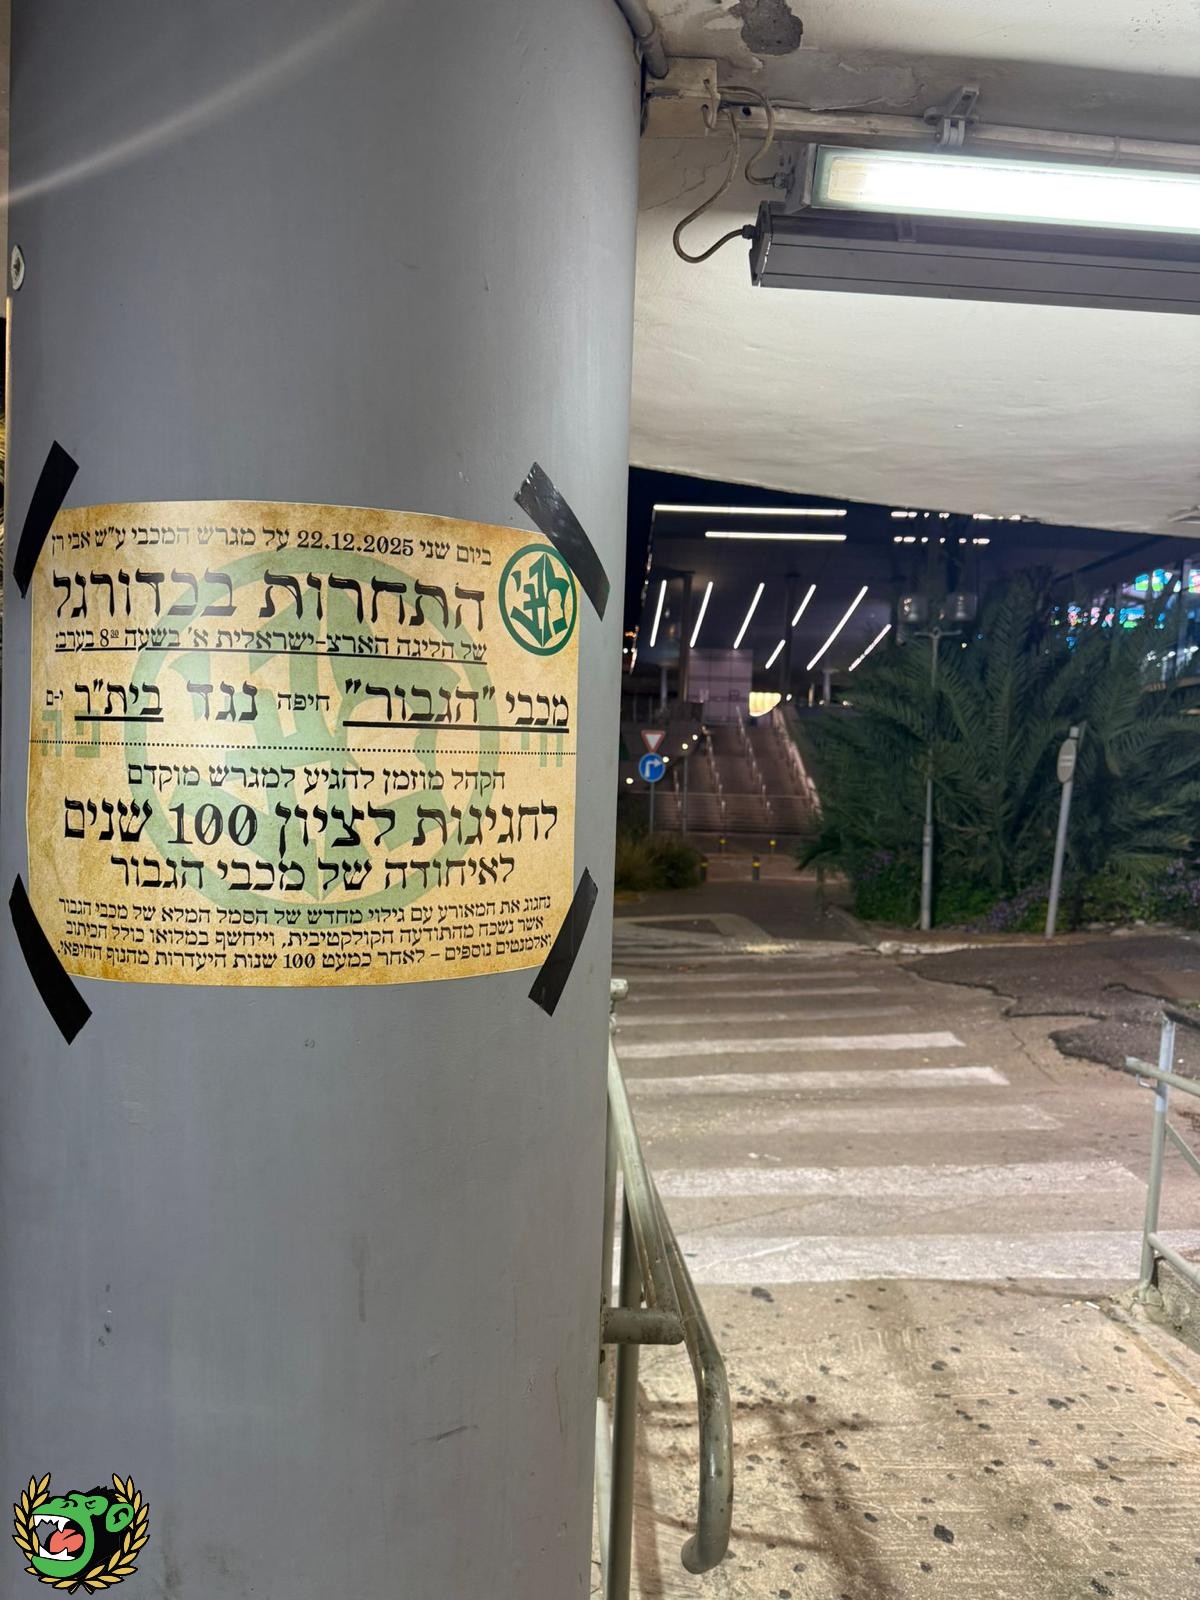 ביום שני 22.12.2025 על מגרש המכבי ע"ש אבי רן
התחרות בכדורגל
של הליגה הארצ-ישראלית א' בשעה 8³⁰ בערב:
מכבי "הגבור" חיפה נגד בית"ר י-ם
הקהל מוזמן להגיע למגרש מוקדם
לחגיגות לציון 100 שנים
לאיחודה של מכבי הגבור
נחגוג את המאורע עם גילוי מחדש של הסמל המלא של מכבי הגבור
אשר נשכח מהתודעה הקולקטיבית, וייחשף במלואו כולל הכיתוב
ואלמנטים נוספים – לאחר כמעט 100 שנות היעדרות מהנוף החיפאי.